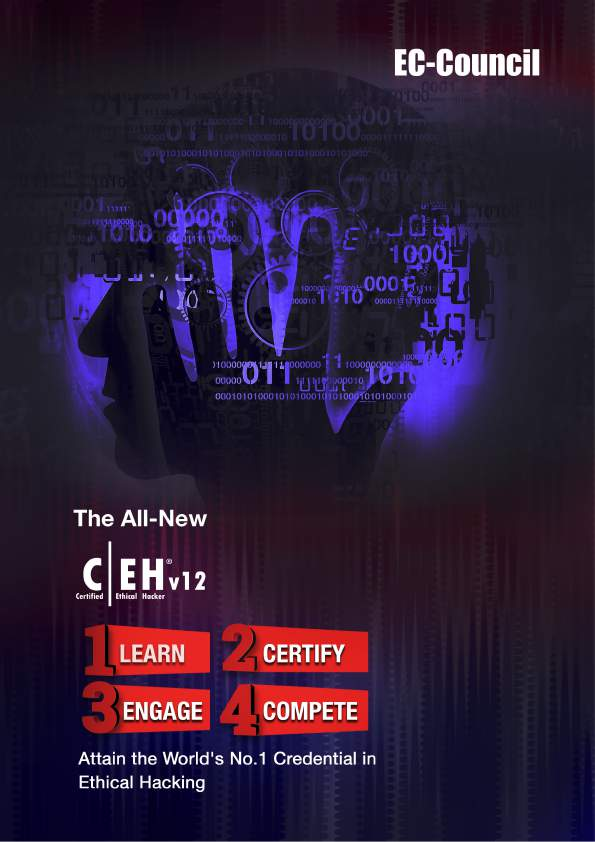 EC-Council
The All-New
C|EH® v12
Certified Ethical Hacker
1 LEARN
2 CERTIFY
3 ENGAGE
4 COMPETE
Attain the World's No.1 Credential in
Ethical Hacking